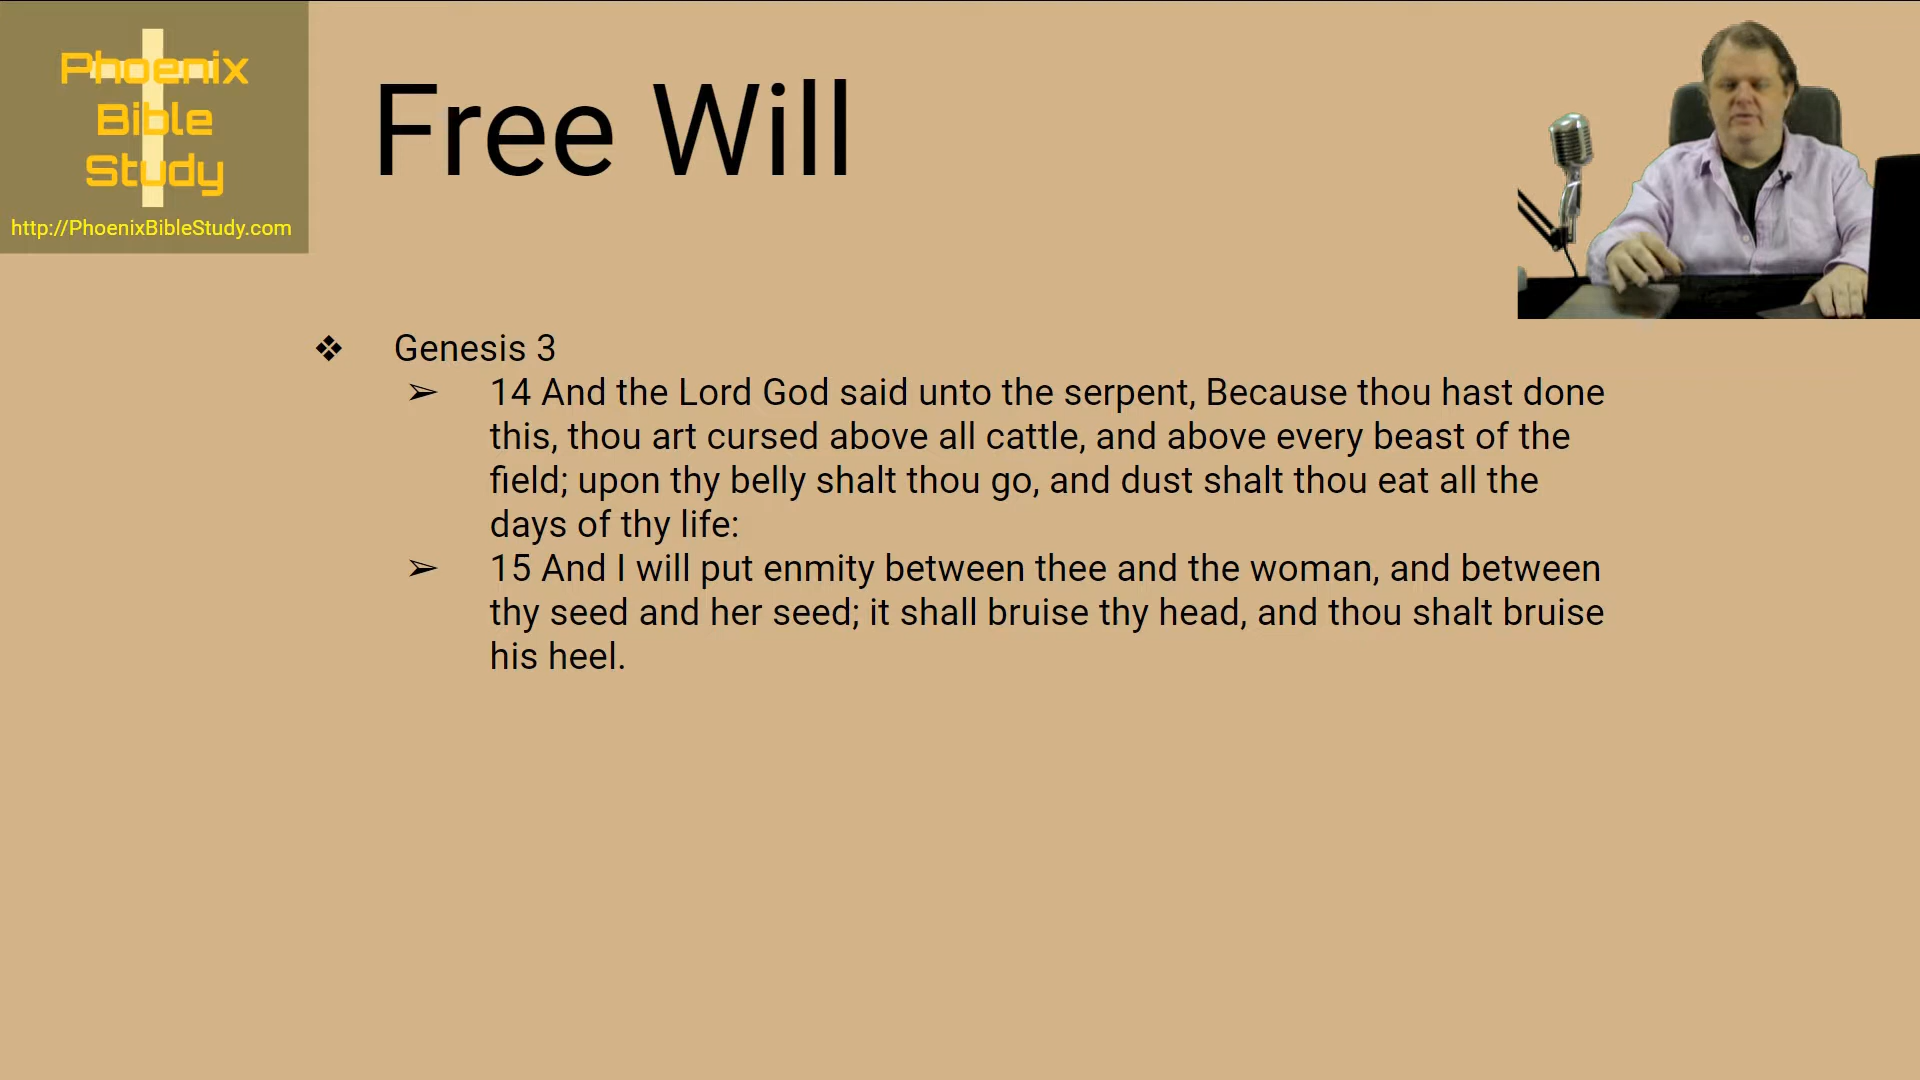 Phoenix
Bible
Study
http://PhoenixBibleStudy.com
Free Will
❖ Genesis 3
➢ 14 And the Lord God said unto the serpent, Because thou hast done
this, thou art cursed above all cattle, and above every beast of the
field; upon thy belly shalt thou go, and dust shalt thou eat all the
days of thy life:
➢ 15 And I will put enmity between thee and the woman, and between
thy seed and her seed; it shall bruise thy head, and thou shalt bruise
his heel.